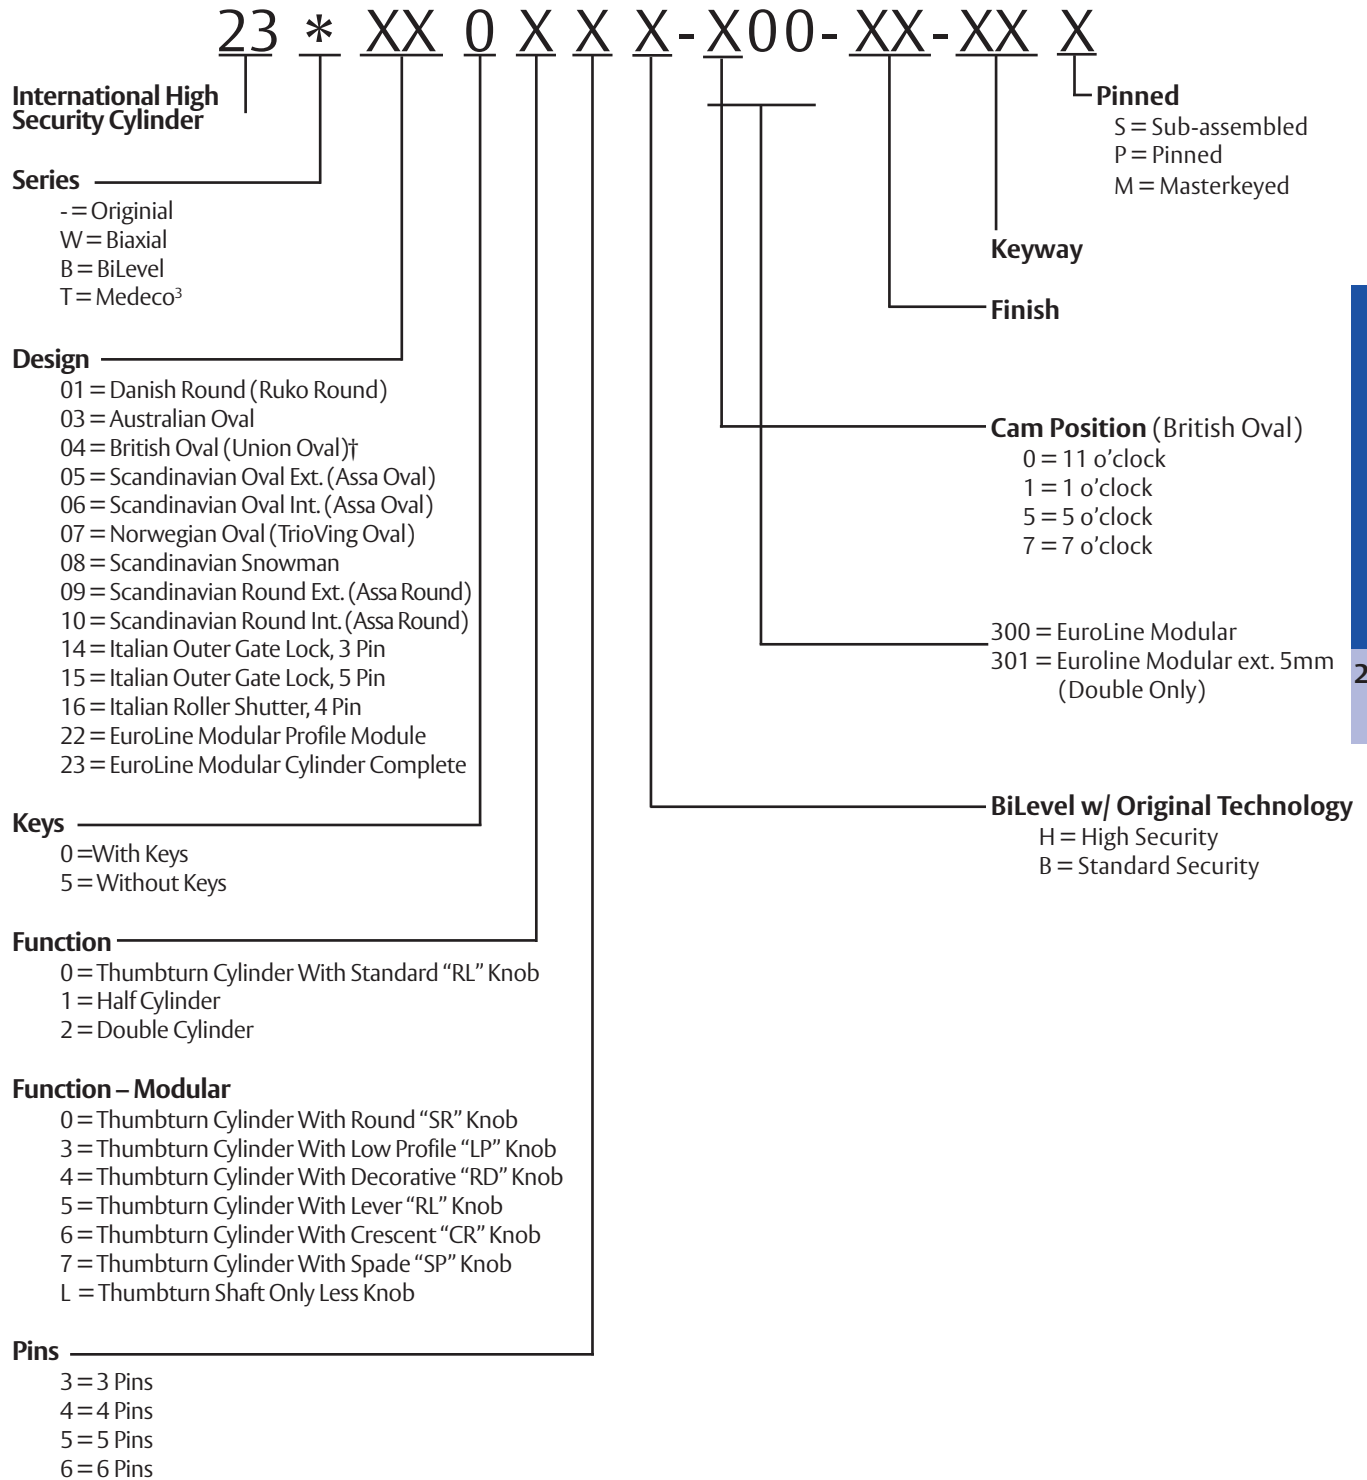 23 * XX 0 X X X-X00-XX-XX X
International High
Security Cylinder
Series
- = Originial
W = Biaxial
B = BiLevel
T = Medeco³
Design
01 = Danish Round (Ruko Round)
03 = Australian Oval
04 = British Oval (Union Oval)†
05 = Scandinavian Oval Ext. (Assa Oval)
06 = Scandinavian Oval Int. (Assa Oval)
07 = Norwegian Oval (TrioVing Oval)
08 = Scandinavian Snowman
09 = Scandinavian Round Ext. (Assa Round)
10 = Scandinavian Round Int. (Assa Round)
14 = Italian Outer Gate Lock, 3 Pin
15 = Italian Outer Gate Lock, 5 Pin
16 = Italian Roller Shutter, 4 Pin
22 = EuroLine Modular Profile Module
23 = EuroLine Modular Cylinder Complete
Keys
0 =With Keys
5 = Without Keys
Function
0 = Thumbturn Cylinder With Standard “RL” Knob
1 = Half Cylinder
2 = Double Cylinder
Function – Modular
0 = Thumbturn Cylinder With Round “SR” Knob
3 = Thumbturn Cylinder With Low Profile “LP” Knob
4 = Thumbturn Cylinder With Decorative “RD” Knob
5 = Thumbturn Cylinder With Lever “RL” Knob
6 = Thumbturn Cylinder With Crescent “CR” Knob
7 = Thumbturn Cylinder With Spade “SP” Knob
L = Thumbturn Shaft Only Less Knob
Pins
3 = 3 Pins
4 = 4 Pins
5 = 5 Pins
6 = 6 Pins
Pinned
S = Sub-assembled
P = Pinned
M = Masterkeyed
Keyway
Finish
Cam Position (British Oval)
0 = 11 o’clock
1 = 1 o’clock
5 = 5 o’clock
7 = 7 o’clock
300 = EuroLine Modular
301 = Euroline Modular ext. 5mm
(Double Only)
BiLevel w/ Original Technology
H = High Security
B = Standard Security
2